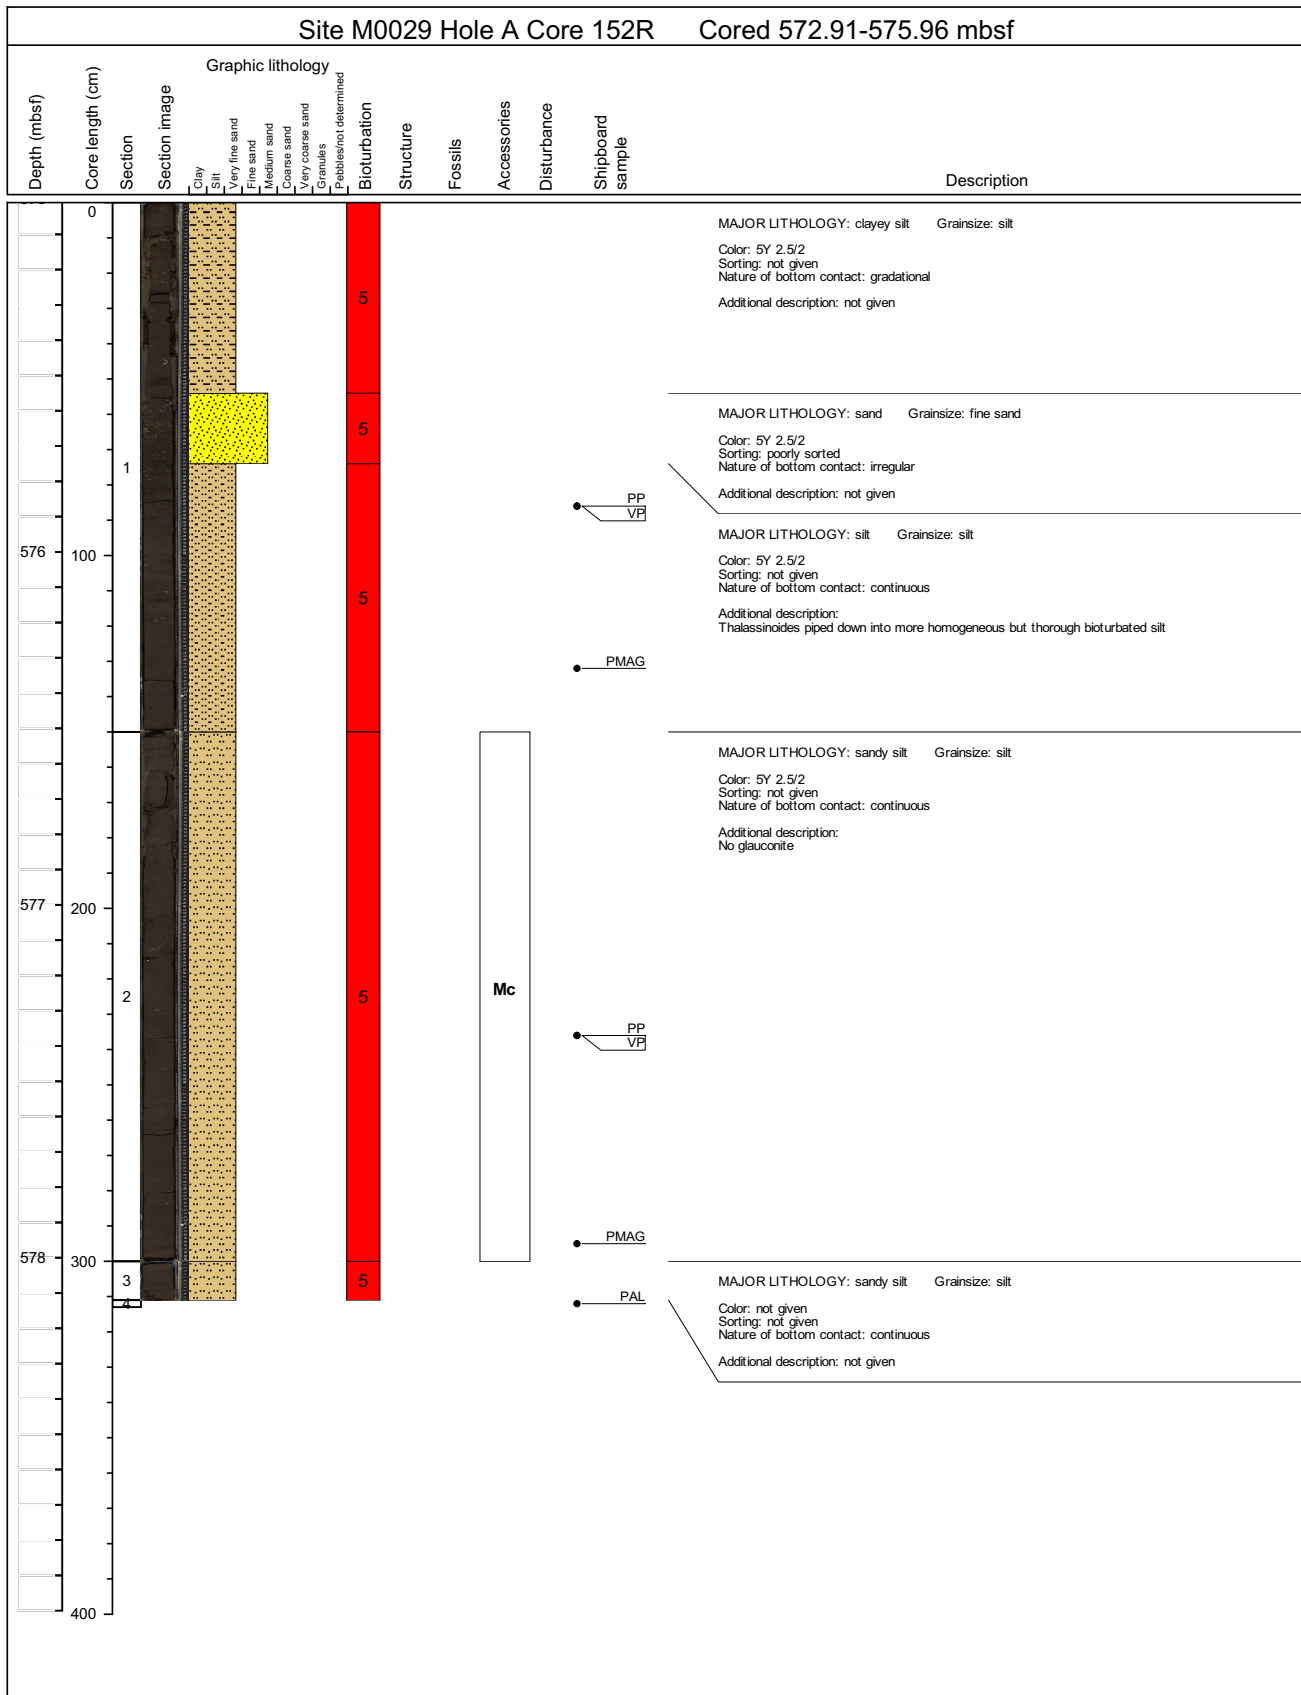 Site M0029 Hole A Core 152R Cored 572.91-575.96 mbsf
Graphic lithology
Depth (mbsf)
Core length (cm)
Section
Section image
Clay
Silt
Very fine sand
Fine sand
Medium sand
Coarse sand
Very coarse sand
Granules
Pebbles/not determined
Bioturbation
Structure
Fossils
Accessories
Disturbance
Shipboard
sample
Description
0
MAJOR LITHOLOGY: clayey silt Grainsize: silt
Color: 5Y 2.5/2
Sorting: not given
Nature of bottom contact: gradational
5
Additional description: not given
MAJOR LITHOLOGY: sand Grainsize: fine sand
5
Color: 5Y 2.5/2
Sorting: poorly sorted
Nature of bottom contact: irregular
1
Additional description: not given
PP
VP
MAJOR LITHOLOGY: silt Grainsize: silt
576
100
Color: 5Y 2.5/2
Sorting: not given
Nature of bottom contact: continuous
5
Additional description:
Thalassinoides piped down into more homogeneous but thorough bioturbated silt
PMAG
MAJOR LITHOLOGY: sandy silt Grainsize: silt
Color: 5Y 2.5/2
Sorting: not given
Nature of bottom contact: continuous
Additional description:
No glauconite
577
200
2
5
Mc
PP
VP
PMAG
578
300
3
5
MAJOR LITHOLOGY: sandy silt Grainsize: silt
4
PAL
Color: not given
Sorting: not given
Nature of bottom contact: continuous
Additional description: not given
400